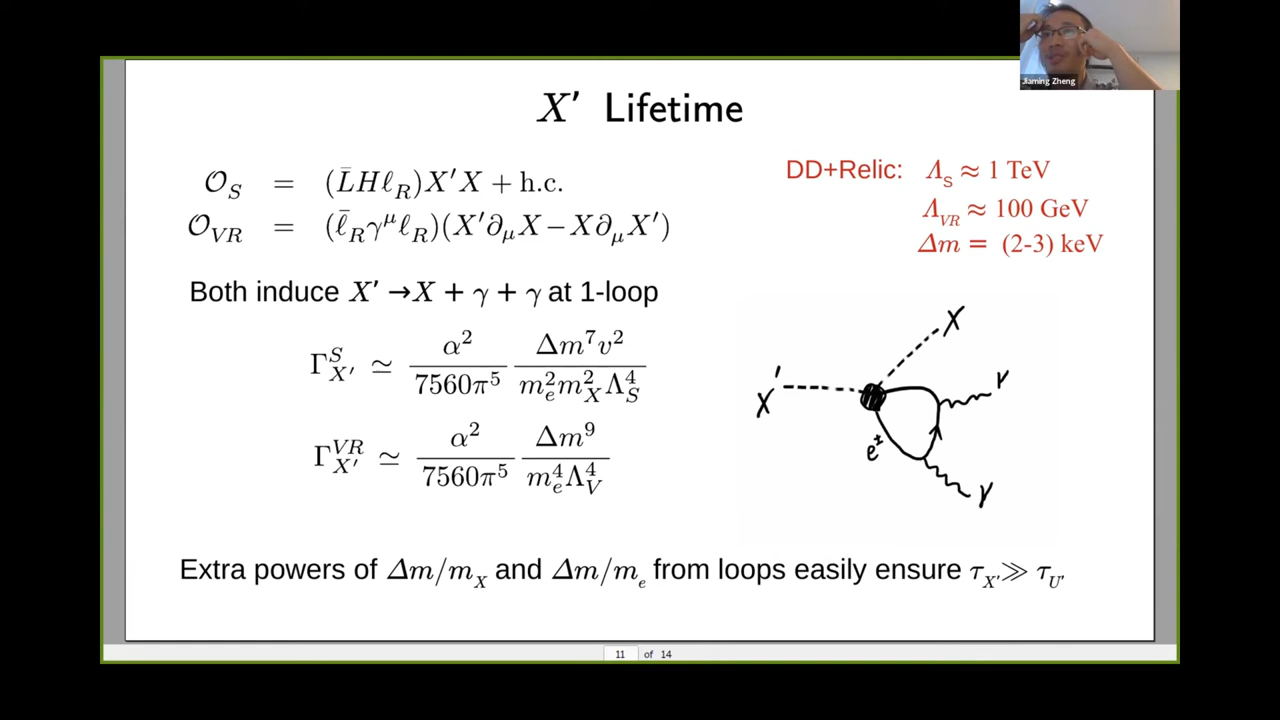 Jiaming Zheng
X′ Lifetime
𝒪_S = (L̄Hℓ_R)X′X + h.c.
𝒪_VR = (ℓ̄_Rγ^μℓ_R)(X′∂_μX − X∂_μX′)
DD+Relic: Λ_S ≈ 1 TeV
Λ_VR ≈ 100 GeV
Δm = (2-3) keV
Both induce X′ → X + γ + γ at 1-loop
Γ^S_X′ ≃ α²/7560π⁵ Δm⁷v²/m_e²m_X²Λ_S⁴
Γ^VR_X′ ≃ α²/7560π⁵ Δm⁹/m_e⁴Λ_V⁴
X′
X
γ
e±
γ
Extra powers of Δm/m_X and Δm/m_e from loops easily ensure τ_X′ ≫ τ_U′
11 of 14